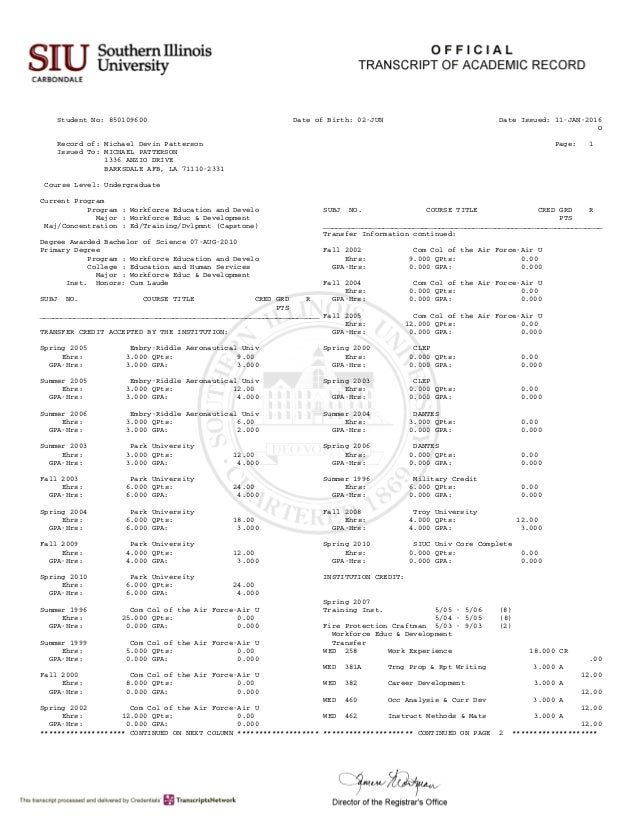 SIU Southern Illinois University
CARBONDALE
OFFICIAL
TRANSCRIPT OF ACADEMIC RECORD
Student No: 850109600 Date of Birth: 02-JUN Date Issued: 11-JAN-2016
O
Record of: Michael Devin Patterson Page: 1
Issued To: MICHAEL PATTERSON
1336 ANZIO DRIVE
BARKSDALE AFB, LA 71110-2331
Course Level: Undergraduate
Current Program
Program : Workforce Education and Develo
Major : Workforce Educ & Development
Maj/Concentration : Ed/Training/Dvlpmnt (Capstone)
Degree Awarded Bachelor of Science 07-AUG-2010
Primary Degree
Program : Workforce Education and Develo
College : Education and Human Services
Major : Workforce Educ & Development
Inst. Honors: Cum Laude
SUBJ NO. COURSE TITLE CRED GRD R
PTS
TRANSFER CREDIT ACCEPTED BY THE INSTITUTION:
Spring 2005 Embry-Riddle Aeronautical Univ
Ehrs: 3.000 QPts: 9.00
GPA-Hrs: 3.000 GPA: 3.000
Summer 2005 Embry-Riddle Aeronautical Univ
Ehrs: 3.000 QPts: 12.00
GPA-Hrs: 3.000 GPA: 4.000
Summer 2006 Embry-Riddle Aeronautical Univ
Ehrs: 3.000 QPts: 6.00
GPA-Hrs: 3.000 GPA: 2.000
Summer 2003 Park University
Ehrs: 3.000 QPts: 12.00
GPA-Hrs: 3.000 GPA: 4.000
Fall 2003 Park University
Ehrs: 6.000 QPts: 24.00
GPA-Hrs: 6.000 GPA: 4.000
Spring 2004 Park University
Ehrs: 6.000 QPts: 18.00
GPA-Hrs: 6.000 GPA: 3.000
Fall 2009 Park University
Ehrs: 4.000 QPts: 12.00
GPA-Hrs: 4.000 GPA: 3.000
Spring 2010 Park University
Ehrs: 6.000 QPts: 24.00
GPA-Hrs: 6.000 GPA: 4.000
Summer 1996 Com Col of the Air Force-Air U
Ehrs: 25.000 QPts: 0.00
GPA-Hrs: 0.000 GPA: 0.000
Summer 1999 Com Col of the Air Force-Air U
Ehrs: 5.000 QPts: 0.00
GPA-Hrs: 0.000 GPA: 0.000
Fall 2000 Com Col of the Air Force-Air U
Ehrs: 8.000 QPts: 0.00
GPA-Hrs: 0.000 GPA: 0.000
Spring 2002 Com Col of the Air Force-Air U
Ehrs: 12.000 QPts: 0.00
GPA-Hrs: 0.000 GPA: 0.000
******************** CONTINUED ON NEXT COLUMN ********************
SUBJ NO. COURSE TITLE CRED GRD R
PTS
Transfer Information continued:
Fall 2002 Com Col of the Air Force-Air U
Ehrs: 9.000 QPts: 0.00
GPA-Hrs: 0.000 GPA: 0.000
Fall 2004 Com Col of the Air Force-Air U
Ehrs: 0.000 QPts: 0.00
GPA-Hrs: 0.000 GPA: 0.000
Fall 2005 Com Col of the Air Force-Air U
Ehrs: 12.000 QPts: 0.00
GPA-Hrs: 0.000 GPA: 0.000
Spring 2000 CLEP
Ehrs: 0.000 QPts: 0.00
GPA-Hrs: 0.000 GPA: 0.000
Spring 2003 CLEP
Ehrs: 0.000 QPts: 0.00
GPA-Hrs: 0.000 GPA: 0.000
Summer 2004 DANTES
Ehrs: 3.000 QPts: 0.00
GPA-Hrs: 0.000 GPA: 0.000
Spring 2006 DANTES
Ehrs: 0.000 QPts: 0.00
GPA-Hrs: 0.000 GPA: 0.000
Summer 1996 Military Credit
Ehrs: 6.000 QPts: 0.00
GPA-Hrs: 0.000 GPA: 0.000
Fall 2008 Troy University
Ehrs: 4.000 QPts: 12.00
GPA-Hrs: 4.000 GPA: 3.000
Spring 2010 SIUC Univ Core Complete
Ehrs: 0.000 QPts: 0.00
GPA-Hrs: 0.000 GPA: 0.000
INSTITUTION CREDIT:
Spring 2007
Training Inst. 5/05 - 5/06 (8)
5/04 - 5/05 (8)
Fire Protection Craftman 5/03 - 9/03 (2)
Workforce Educ & Development
Transfer
WED 258 Work Experience 18.000 CR
.00
WED 381A Trng Prop & Rpt Writing 3.000 A
12.00
WED 382 Career Development 3.000 A
12.00
WED 460 Occ Analysis & Curr Dev 3.000 A
12.00
WED 462 Instruct Methods & Mats 3.000 A
12.00
********************* CONTINUED ON PAGE 2 ********************
SOUTHERN ILLINOIS UNIVERSITY
DEO VOLENTE
CHARTERED 1869
This transcript processed and delivered by Credentials' TranscriptsNetwork
Director of the Registrar's Office